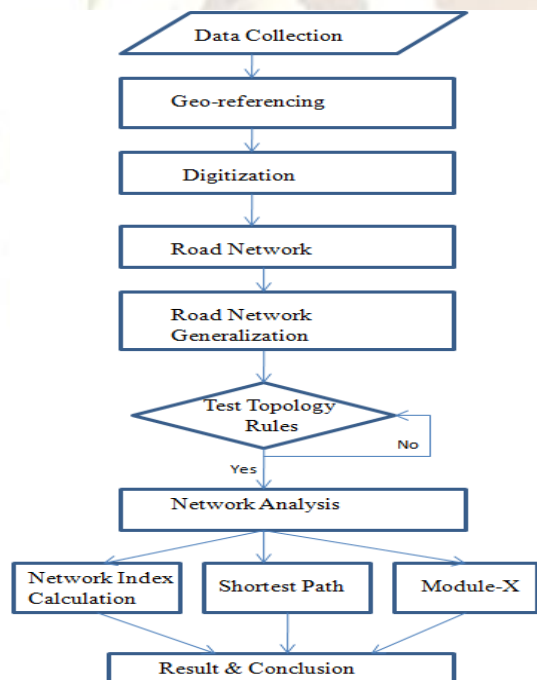 Data Collection
Geo-referencing
Digitization
Road Network
Road Network
Generalization
Test Topology
Rules
No
Yes
Network Analysis
Network Index
Calculation
Shortest Path
Module-X
Result & Conclusion